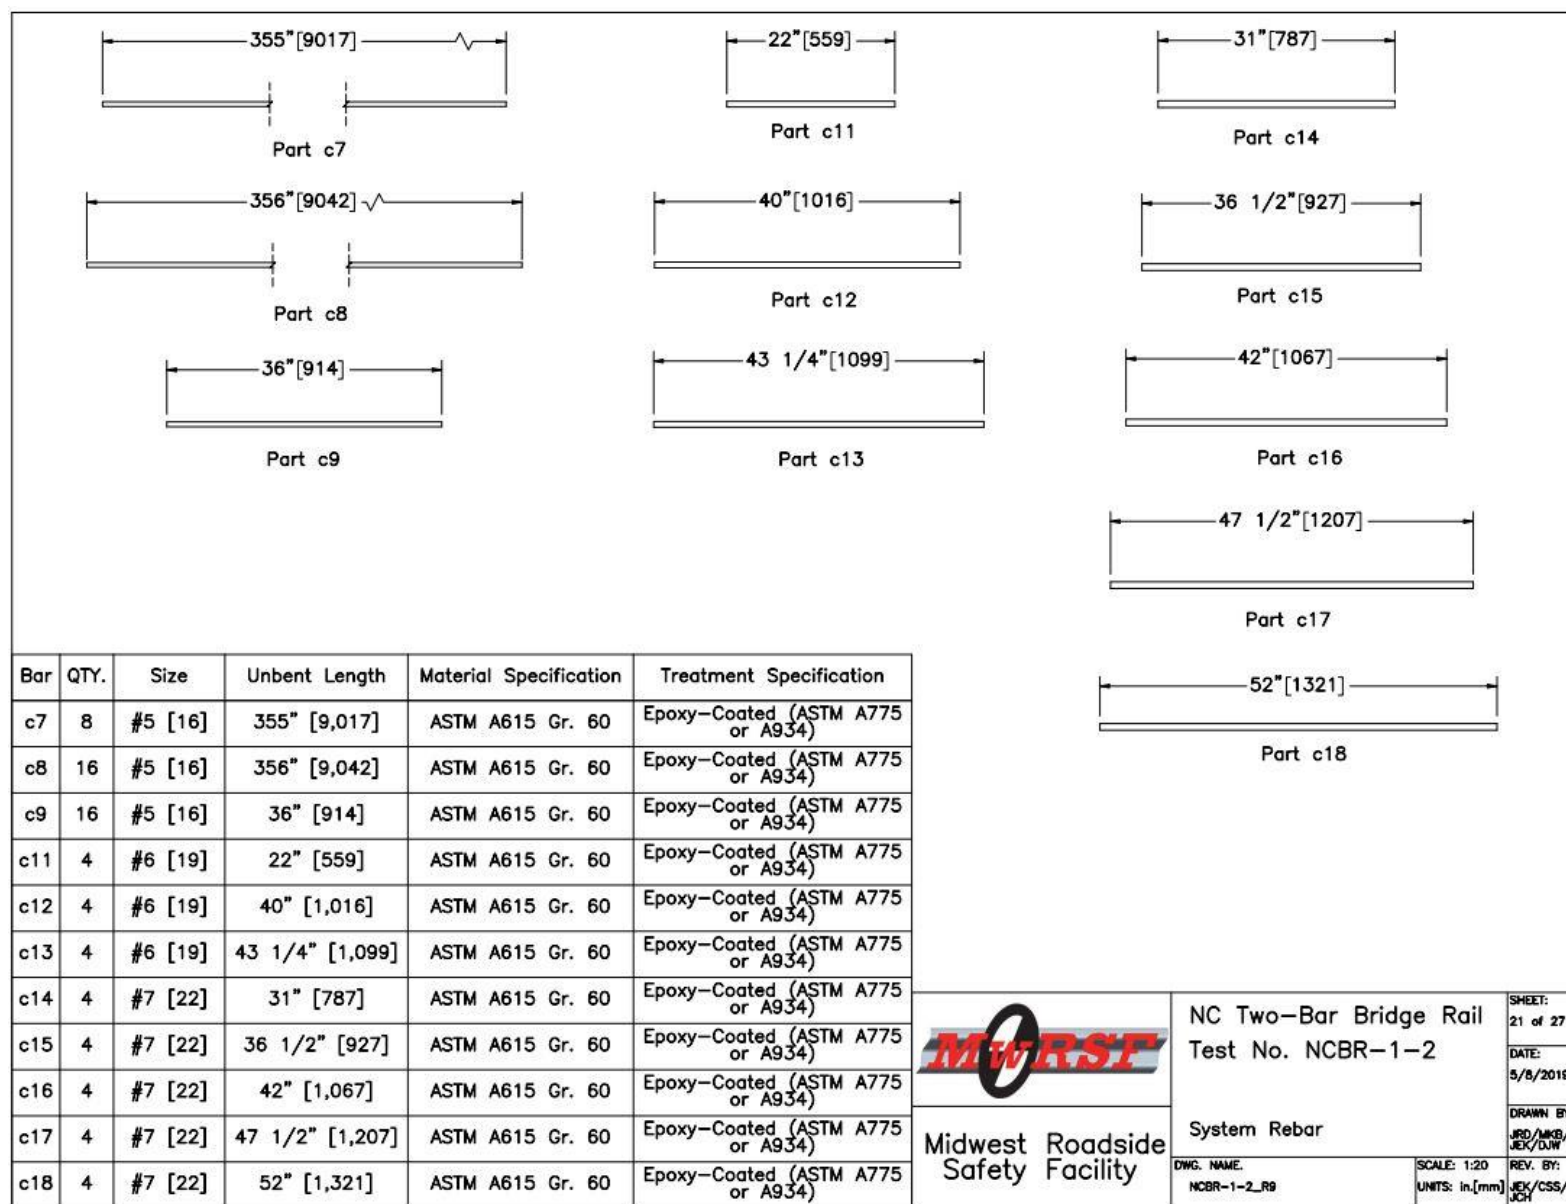 355"[9017]
Part c7
356"[9042]
Part c8
36"[914]
Part c9
22"[559]
Part c11
40"[1016]
Part c12
43 1/4"[1099]
Part c13
31"[787]
Part c14
36 1/2"[927]
Part c15
42"[1067]
Part c16
47 1/2"[1207]
Part c17
52"[1321]
Part c18
Bar QTY. Size Unbent Length Material Specification Treatment Specification
c7 8 #5 [16] 355" [9,017] ASTM A615 Gr. 60 Epoxy-Coated (ASTM A775
or A934)
c8 16 #5 [16] 356" [9,042] ASTM A615 Gr. 60 Epoxy-Coated (ASTM A775
or A934)
c9 16 #5 [16] 36" [914] ASTM A615 Gr. 60 Epoxy-Coated (ASTM A775
or A934)
c11 4 #6 [19] 22" [559] ASTM A615 Gr. 60 Epoxy-Coated (ASTM A775
or A934)
c12 4 #6 [19] 40" [1,016] ASTM A615 Gr. 60 Epoxy-Coated (ASTM A775
or A934)
c13 4 #6 [19] 43 1/4" [1,099] ASTM A615 Gr. 60 Epoxy-Coated (ASTM A775
or A934)
c14 4 #7 [22] 31" [787] ASTM A615 Gr. 60 Epoxy-Coated (ASTM A775
or A934)
c15 4 #7 [22] 36 1/2" [927] ASTM A615 Gr. 60 Epoxy-Coated (ASTM A775
or A934)
c16 4 #7 [22] 42" [1,067] ASTM A615 Gr. 60 Epoxy-Coated (ASTM A775
or A934)
c17 4 #7 [22] 47 1/2" [1,207] ASTM A615 Gr. 60 Epoxy-Coated (ASTM A775
or A934)
c18 4 #7 [22] 52" [1,321] ASTM A615 Gr. 60 Epoxy-Coated (ASTM A775
or A934)
MwRSF
Midwest Roadside
Safety Facility
NC Two-Bar Bridge Rail
Test No. NCBR-1-2
System Rebar
DWG. NAME.
NCBR-1-2_R9
SCALE: 1:20
UNITS: in.[mm]
SHEET:
21 of 27
DATE:
5/8/2019
DRAWN BY
JRD/MKB/
JEK/DJW
REV. BY:
JEK/CSS/
JCH